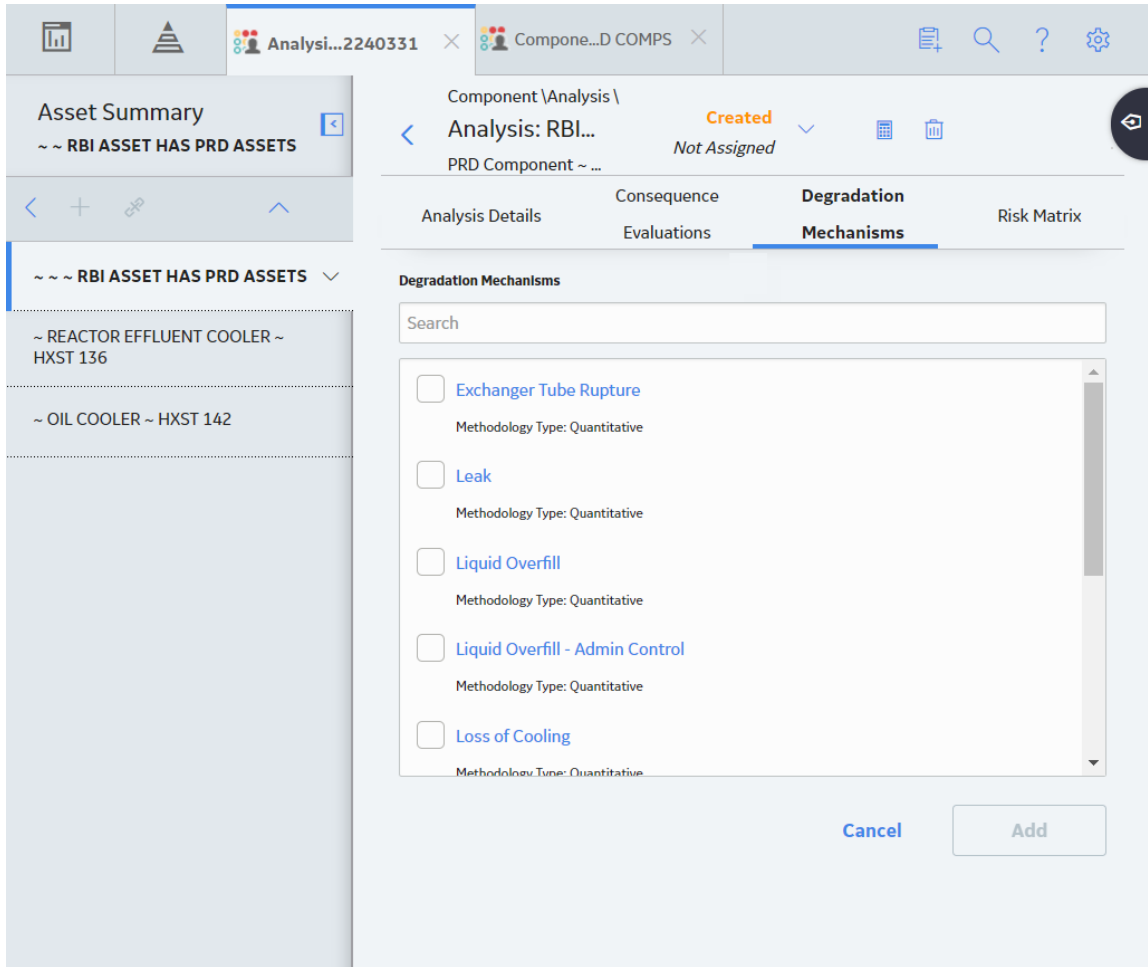 Analysi...2240331
Compone...D COMPS
?
Asset Summary
~ ~ RBI ASSET HAS PRD ASSETS
~ ~ ~ RBI ASSET HAS PRD ASSETS
~ REACTOR EFFLUENT COOLER ~
HXST 136
~ OIL COOLER ~ HXST 142
Component \Analysis \
Analysis: RBI...
PRD Component ~ ...
Created
Not Assigned
Analysis Details
Consequence
Evaluations
Degradation
Mechanisms
Risk Matrix
Degradation Mechanisms
Search
Exchanger Tube Rupture
Methodology Type: Quantitative
Leak
Methodology Type: Quantitative
Liquid Overfill
Methodology Type: Quantitative
Liquid Overfill - Admin Control
Methodology Type: Quantitative
Loss of Cooling
Methodology Type: Quantitative
Cancel
Add